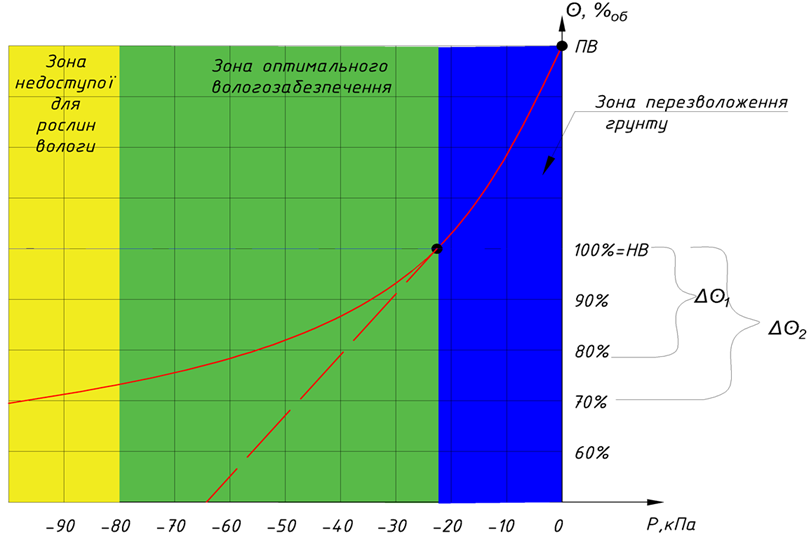 Θ, %об
ПВ
Зона
недоступої
для
рослин
вологи
Зона оптимального
вологозабезпечення
Зона перезволоження
грунту
100%=НВ
90%
80%
70%
60%
ΔΘ1
ΔΘ2
-90 -80 -70 -60 -50 -40 -30 -20 -10 0 Р,кПа